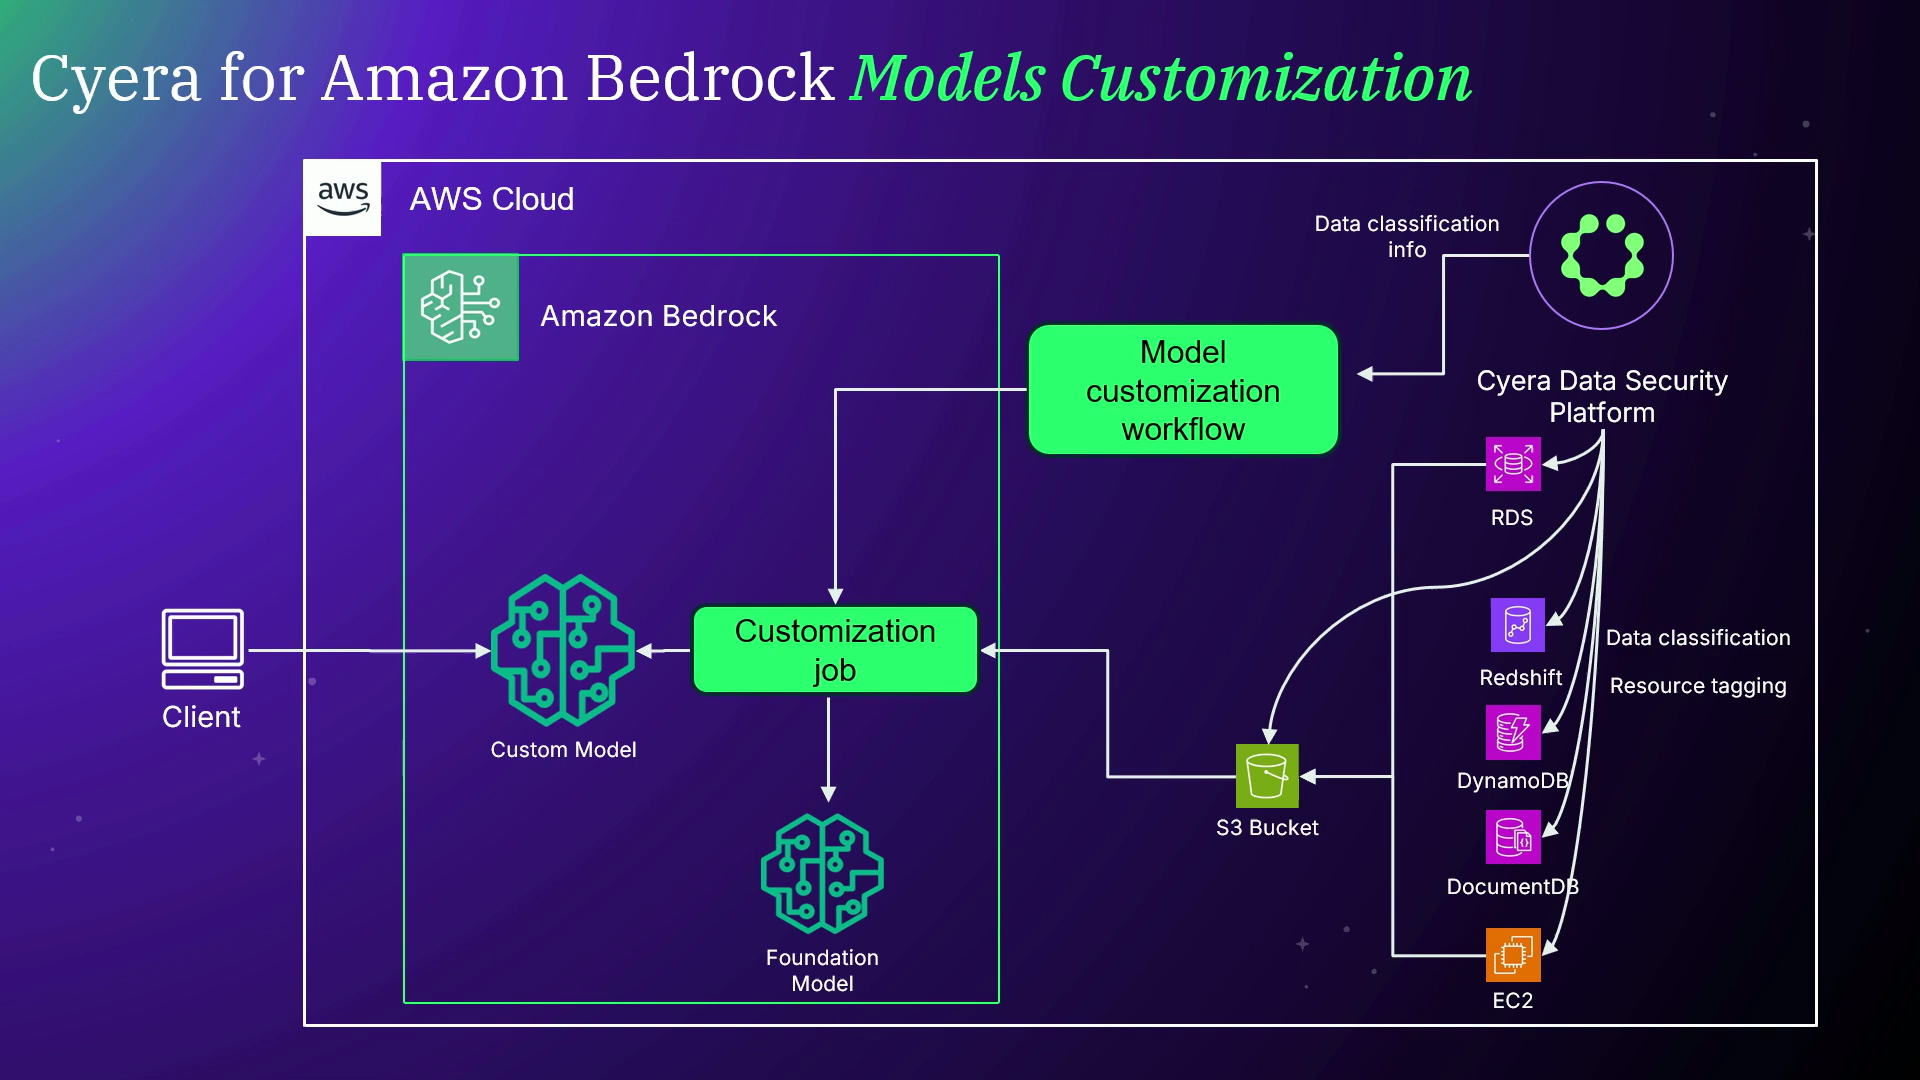 Cyera for Amazon Bedrock Models Customization
aws
AWS Cloud
Data classification
info
Amazon Bedrock
Model
customization
workflow
Cyera Data Security
Platform
RDS
Customization
job
Data classification
Redshift
Resource tagging
Client
Custom Model
DynamoDB
S3 Bucket
DocumentDB
Foundation
Model
EC2